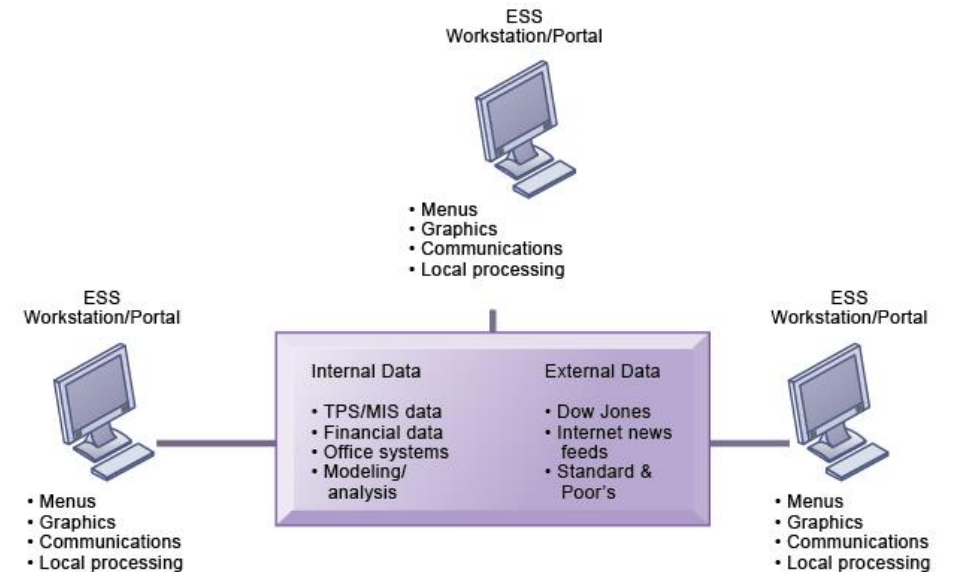 ESS
Workstation/Portal
• Menus
• Graphics
• Communications
• Local processing
ESS
Workstation/Portal
• Menus
• Graphics
• Communications
• Local processing
Internal Data
• TPS/MIS data
• Financial data
• Office systems
• Modeling/
analysis
External Data
• Dow Jones
• Internet news
feeds
• Standard &
Poor's
ESS
Workstation/Portal
• Menus
• Graphics
• Communications
• Local processing